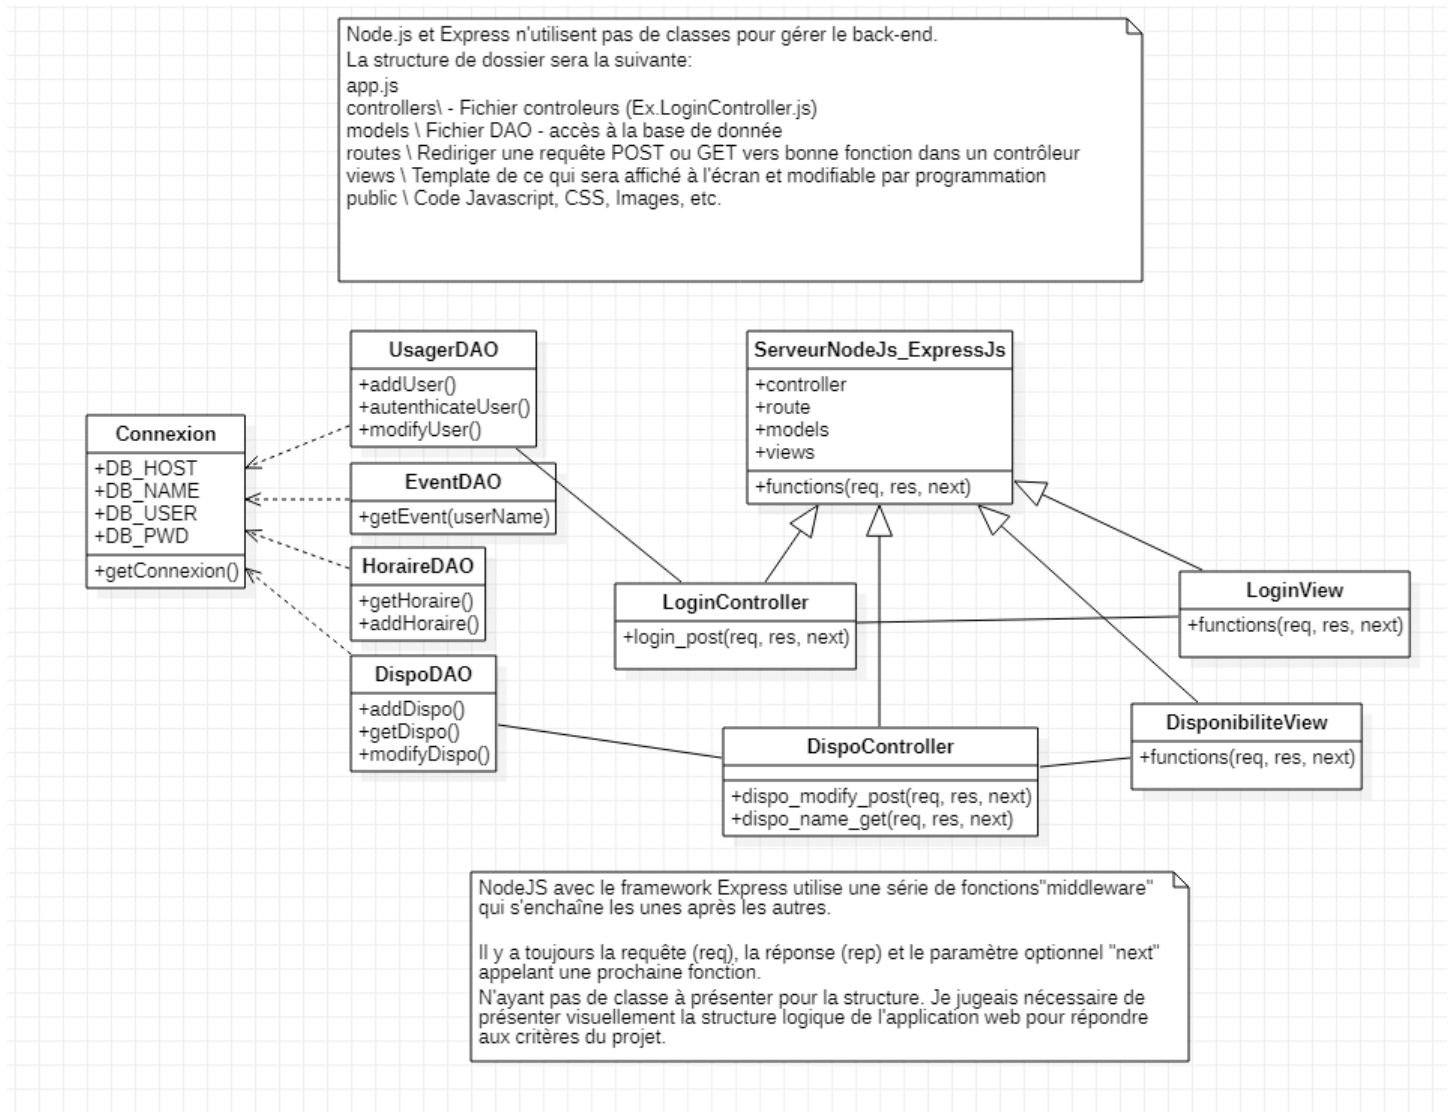 Node.js et Express n'utilisent pas de classes pour gérer le back-end.
La structure de dossier sera la suivante:
app.js
controllers\ - Fichier controleurs (Ex.LoginController.js)
models \ Fichier DAO - accès à la base de donnée
routes \ Rediriger une requête POST ou GET vers bonne fonction dans un contrôleur
views \ Template de ce qui sera affiché à l'écran et modifiable par programmation
public \ Code Javascript, CSS, Images, etc.
UsagerDAO
+addUser()
+autenthicateUser()
+modifyUser()
ServeurNodeJs_ExpressJs
+controller
+route
+models
+views
+functions(req, res, next)
Connexion
+DB_HOST
+DB_NAME
+DB_USER
+DB_PWD
+getConnexion()
EventDAO
+getEvent(userName)
HoraireDAO
+getHoraire()
+addHoraire()
LoginController
+login_post(req, res, next)
LoginView
+functions(req, res, next)
DispoDAO
+addDispo()
+getDispo()
+modifyDispo()
DispoController
+dispo_modify_post(req, res, next)
+dispo_name_get(req, res, next)
DisponibiliteView
+functions(req, res, next)
NodeJS avec le framework Express utilise une série de fonctions"middleware"
qui s'enchaîne les unes après les autres.
Il y a toujours la requête (req), la réponse (rep) et le paramètre optionnel "next"
appelant une prochaine fonction.
N'ayant pas de classe à présenter pour la structure. Je jugeais nécessaire de
présenter visuellement la structure logique de l'application web pour répondre
aux critères du projet.